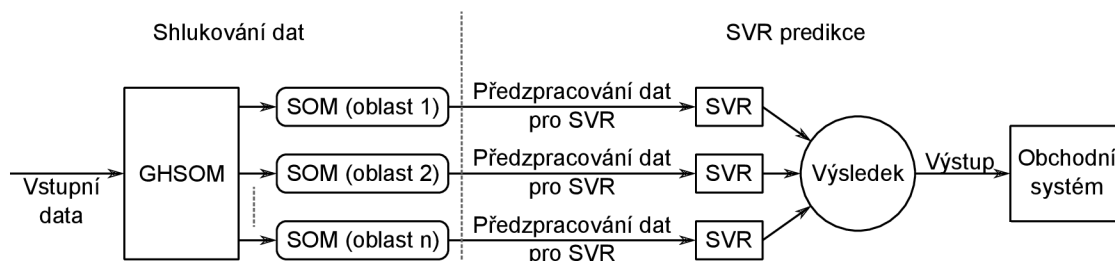 Shlukování dat
SVR predikce
Vstupní
data
GHSOM
SOM (oblast 1)
Předzpracování dat
pro SVR
SVR
SOM (oblast 2)
Předzpracování dat
pro SVR
SVR
SOM (oblast n)
Předzpracování dat
pro SVR
SVR
Výsledek
Výstup
Obchodní
systém